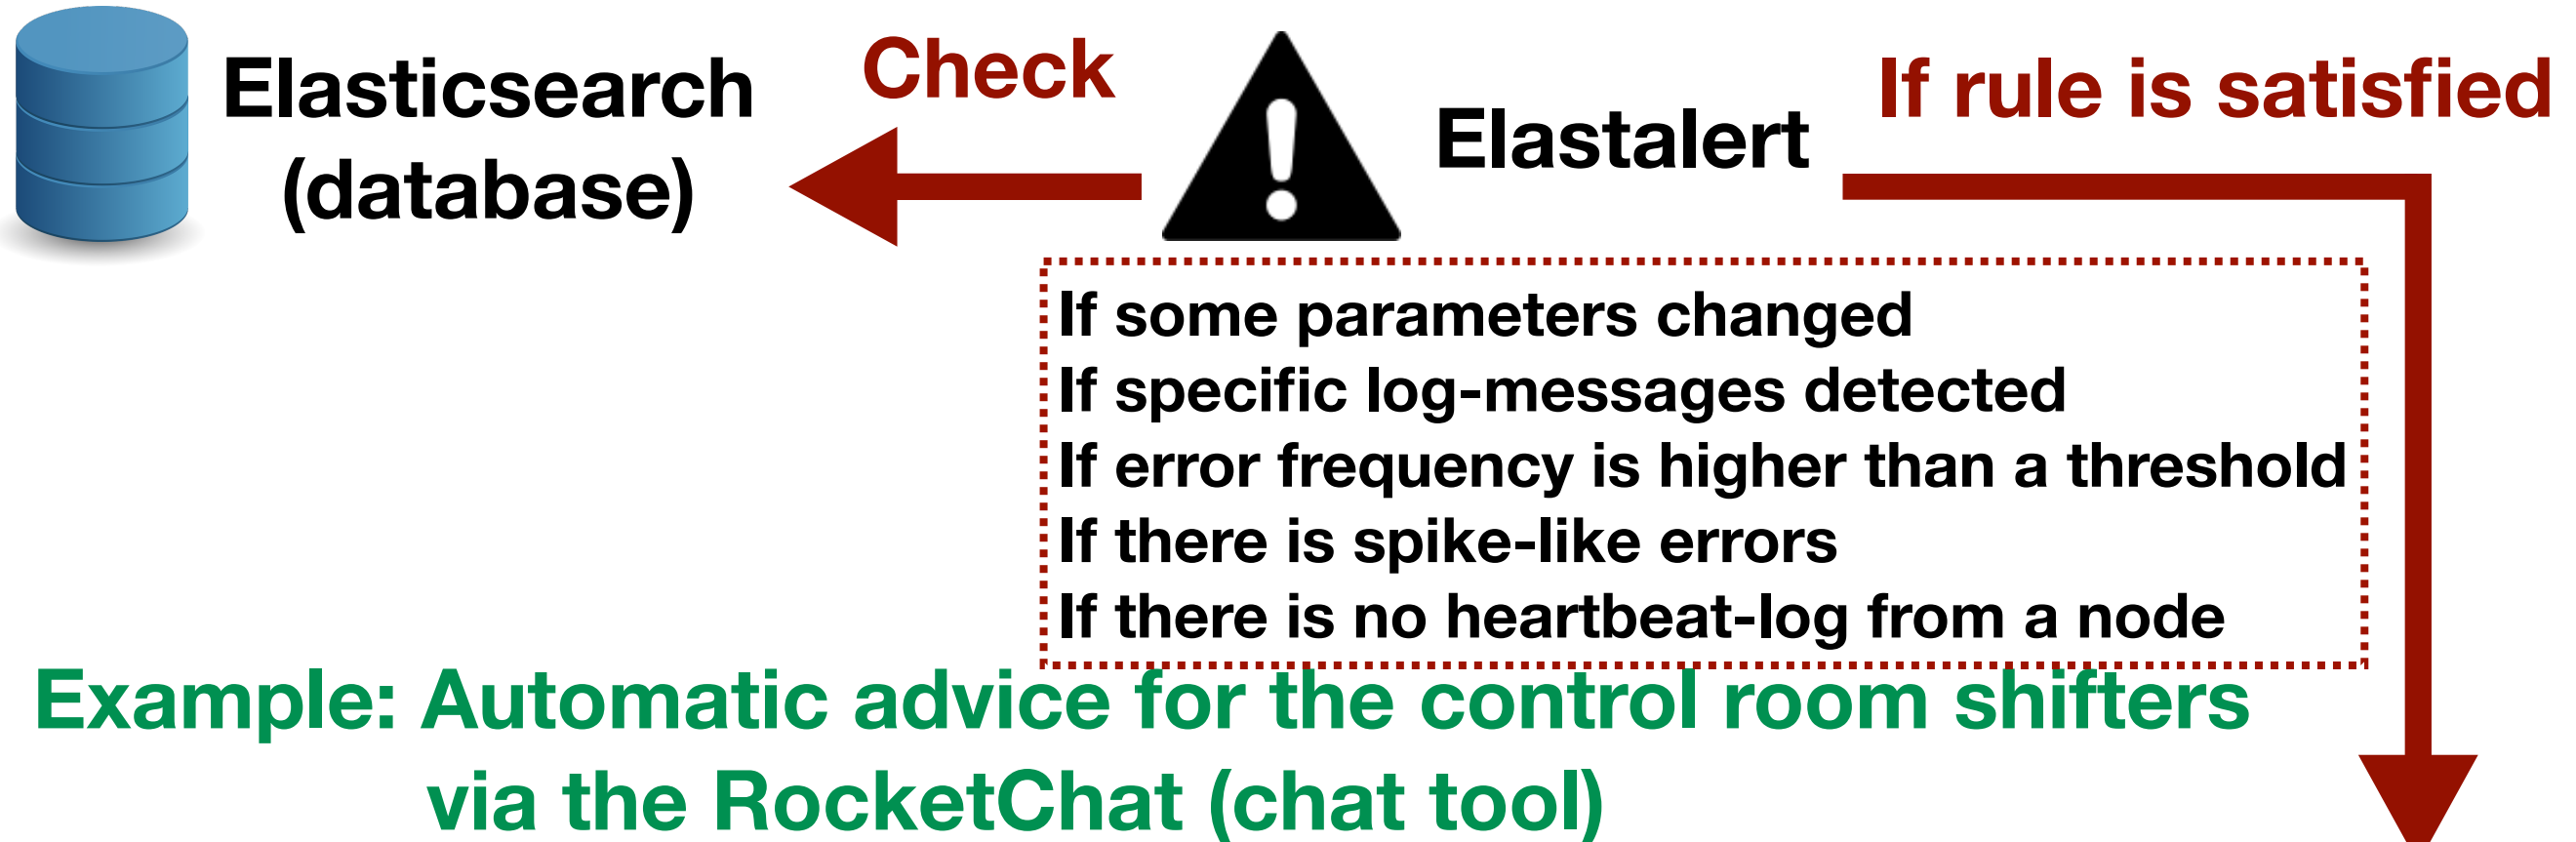 Elasticsearch
(database)
Check
Elastalert
If rule is satisfied
If some parameters changed
If specific log-messages detected
If error frequency is higher than a threshold
If there is spike-like errors
If there is no heartbeat-log from a node
Example: Automatic advice for the control room shifters
via the RocketChat (chat tool)